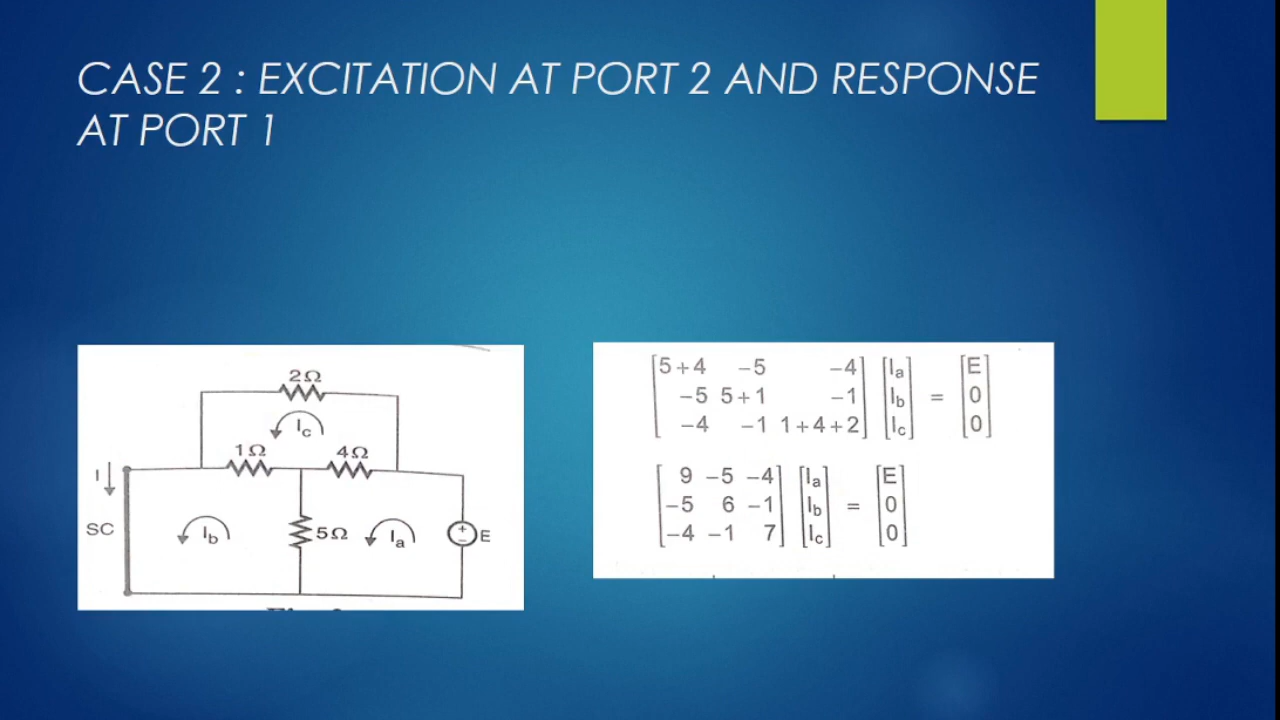 CASE 2 : EXCITATION AT PORT 2 AND RESPONSE
AT PORT 1
2Ω
Ic
1Ω
4Ω
I
SC
Ib
5Ω
Ia
+
−
E
[5+4 −5 −4] [Ia] [E]
[−5 5+1 −1] [Ib] = [0]
[−4 −1 1+4+2] [Ic] [0]
[9 −5 −4] [Ia] [E]
[−5 6 −1] [Ib] = [0]
[−4 −1 7] [Ic] [0]